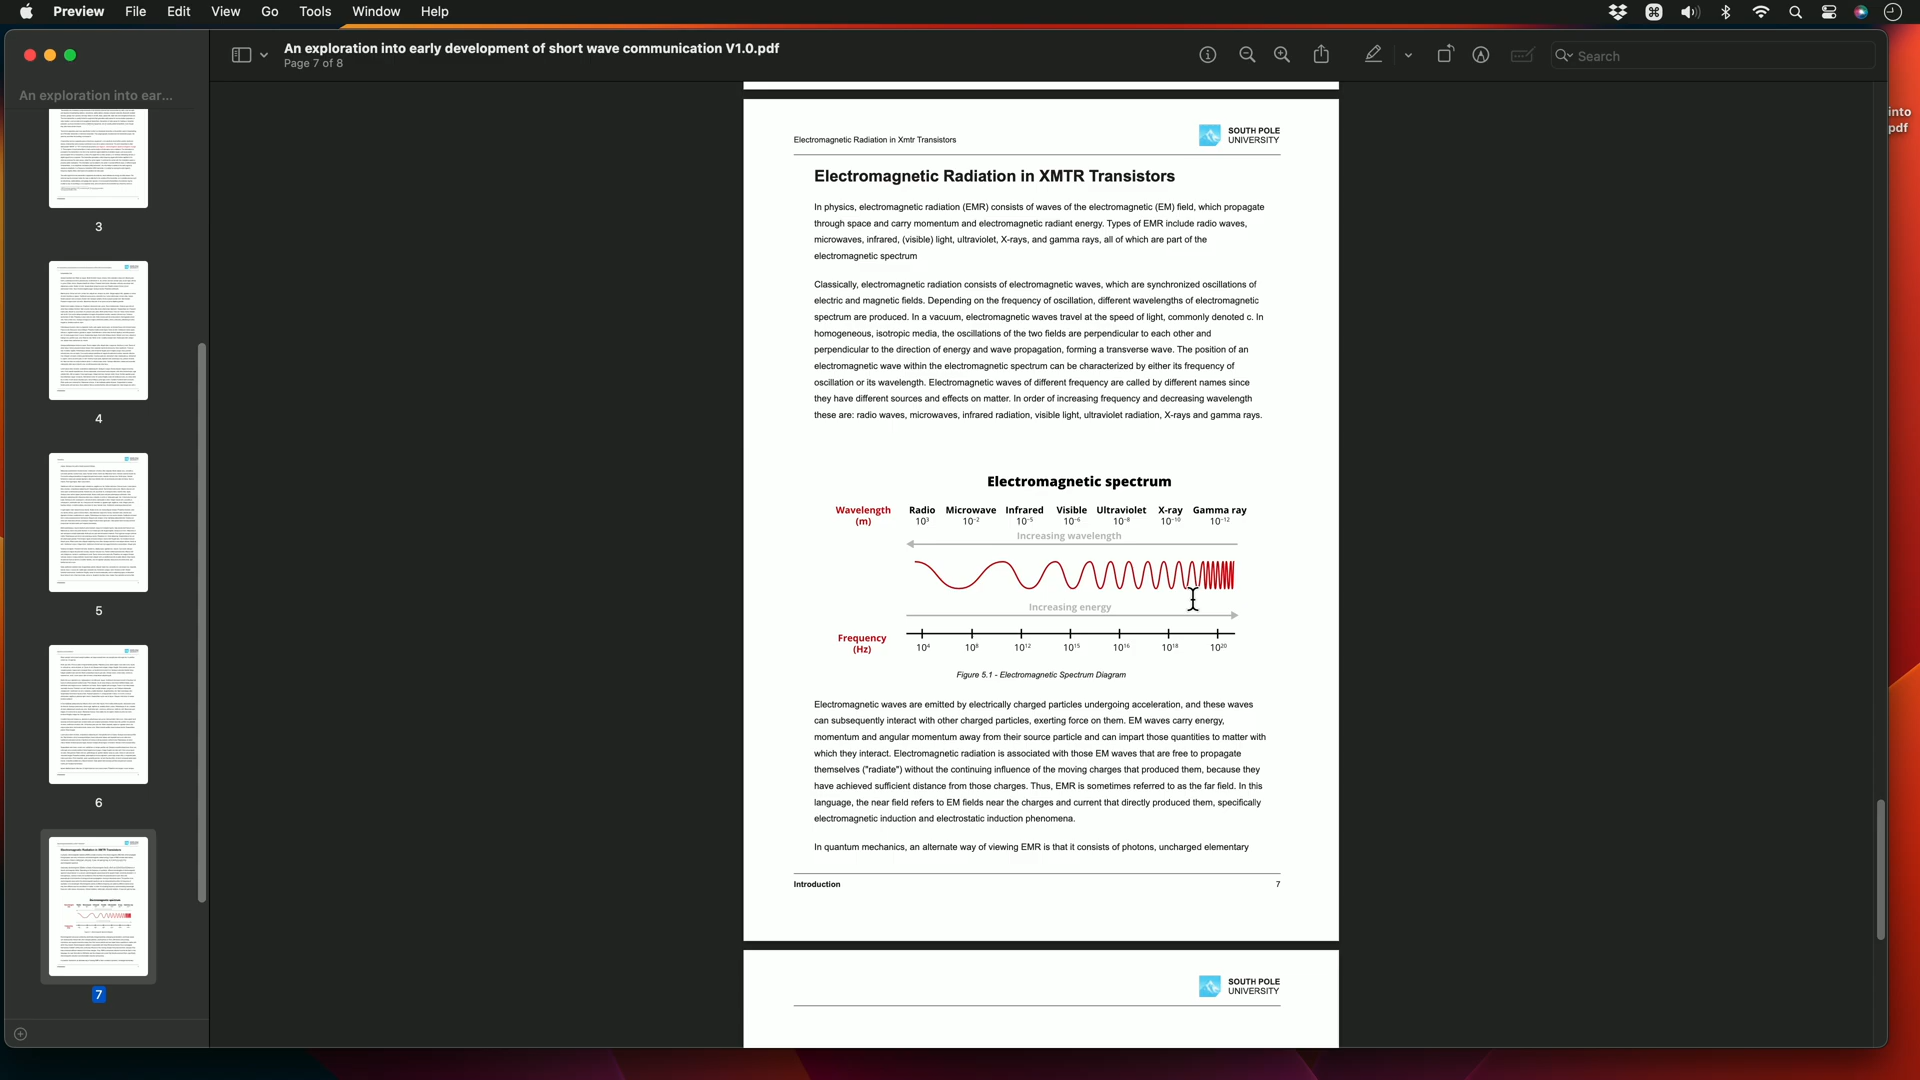 Preview File Edit View Go Tools Window Help
An exploration into early development of short wave communication V1.0.pdf
Page 7 of 8
Search
An exploration into ear...
into
pdf
3
4
5
6
7
Electromagnetic Radiation in Xmtr Transistors
SOUTH POLE
UNIVERSITY
Electromagnetic Radiation in XMTR Transistors
In physics, electromagnetic radiation (EMR) consists of waves of the electromagnetic (EM) field, which propagate
through space and carry momentum and electromagnetic radiant energy. Types of EMR include radio waves,
microwaves, infrared, (visible) light, ultraviolet, X-rays, and gamma rays, all of which are part of the
electromagnetic spectrum
Classically, electromagnetic radiation consists of electromagnetic waves, which are synchronized oscillations of
electric and magnetic fields. Depending on the frequency of oscillation, different wavelengths of electromagnetic
spectrum are produced. In a vacuum, electromagnetic waves travel at the speed of light, commonly denoted c. In
homogeneous, isotropic media, the oscillations of the two fields are perpendicular to each other and
perpendicular to the direction of energy and wave propagation, forming a transverse wave. The position of an
electromagnetic wave within the electromagnetic spectrum can be characterized by either its frequency of
oscillation or its wavelength. Electromagnetic waves of different frequency are called by different names since
they have different sources and effects on matter. In order of increasing frequency and decreasing wavelength
these are: radio waves, microwaves, infrared radiation, visible light, ultraviolet radiation, X-rays and gamma rays.
Electromagnetic spectrum
Wavelength Radio Microwave Infrared Visible Ultraviolet X-ray Gamma ray
(m) 10³ 10⁻² 10⁻⁵ 10⁻⁶ 10⁻⁸ 10⁻¹⁰ 10⁻¹²
Increasing wavelength
Increasing energy
Frequency
(Hz) 10⁴ 10⁸ 10¹² 10¹⁵ 10¹⁶ 10¹⁸ 10²⁰
Figure 5.1 - Electromagnetic Spectrum Diagram
Electromagnetic waves are emitted by electrically charged particles undergoing acceleration, and these waves
can subsequently interact with other charged particles, exerting force on them. EM waves carry energy,
momentum and angular momentum away from their source particle and can impart those quantities to matter with
which they interact. Electromagnetic radiation is associated with those EM waves that are free to propagate
themselves ("radiate") without the continuing influence of the moving charges that produced them, because they
have achieved sufficient distance from those charges. Thus, EMR is sometimes referred to as the far field. In this
language, the near field refers to EM fields near the charges and current that directly produced them, specifically
electromagnetic induction and electrostatic induction phenomena.
In quantum mechanics, an alternate way of viewing EMR is that it consists of photons, uncharged elementary
Introduction 7
SOUTH POLE
UNIVERSITY